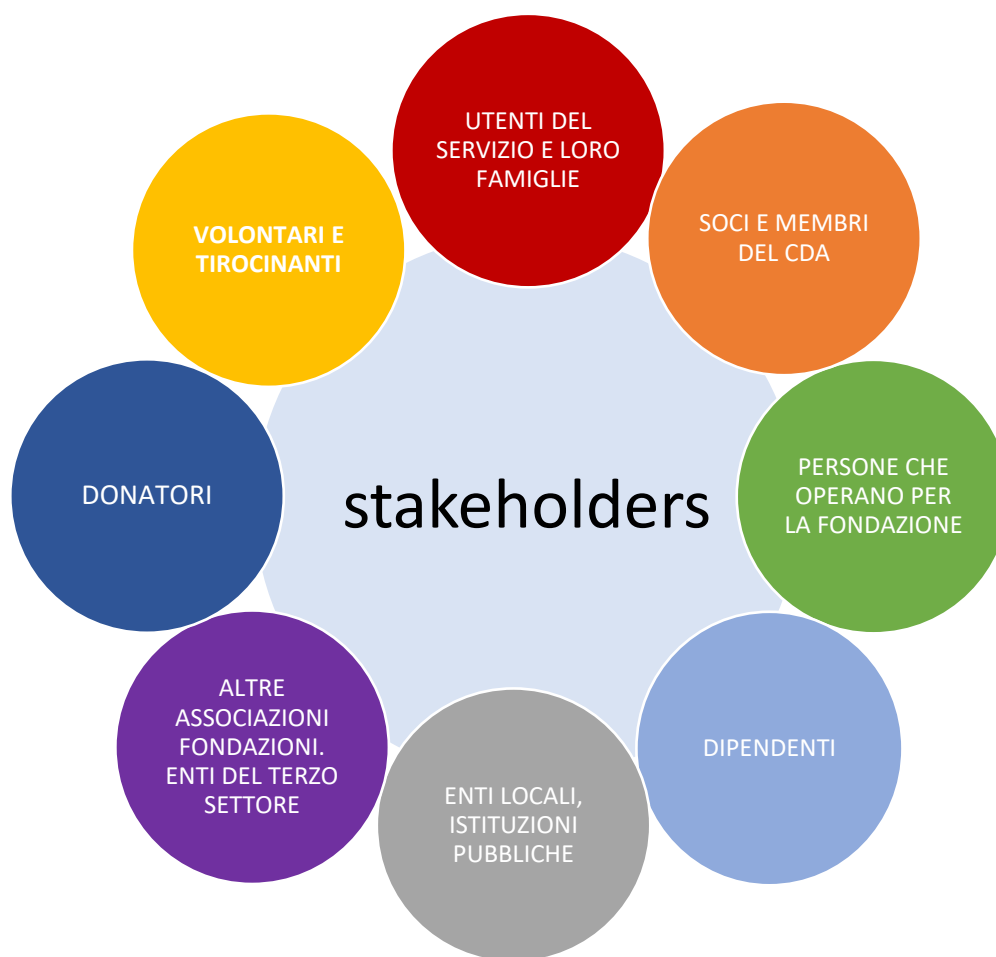 UTENTI DEL
SERVIZIO E LORO
FAMIGLIE
SOCI E MEMBRI
DEL CDA
PERSONE CHE
OPERANO PER
LA FONDAZIONE
DIPENDENTI
ENTI LOCALI,
ISTITUZIONI
PUBBLICHE
ALTRE
ASSOCIAZIONI
FONDAZIONI.
ENTI DEL TERZO
SETTORE
DONATORI
VOLONTARI E
TIROCINANTI
stakeholders